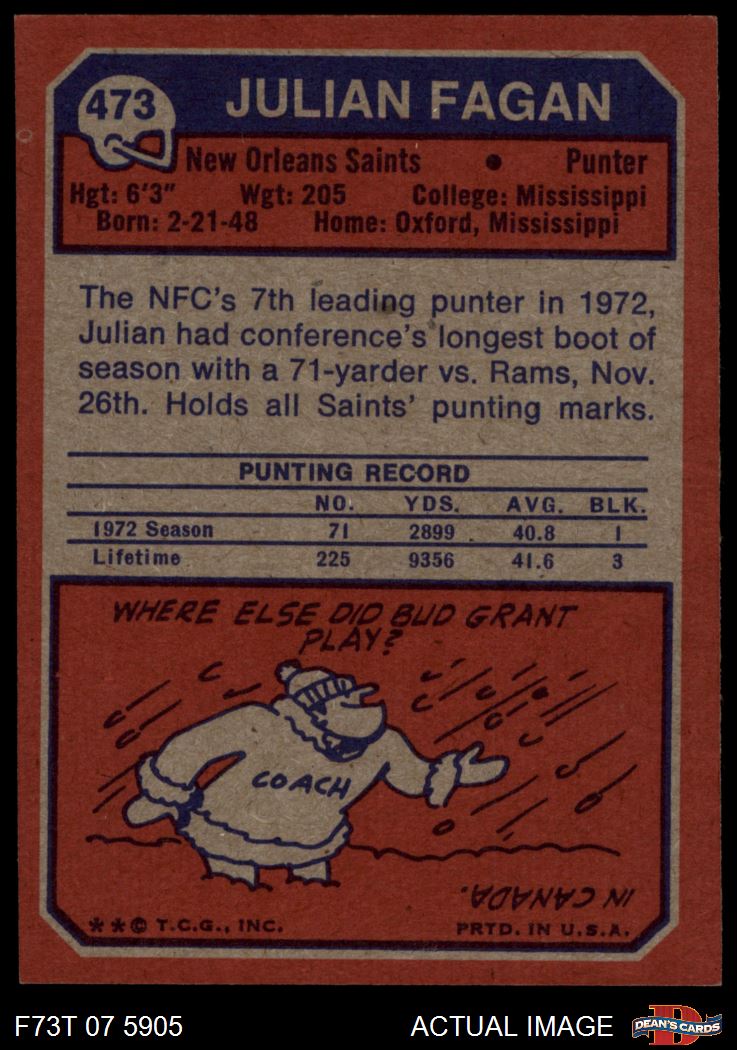 473
JULIAN FAGAN
New Orleans Saints • Punter
Hgt: 6'3" Wgt: 205 College: Mississippi
Born: 2-21-48 Home: Oxford, Mississippi
The NFC's 7th leading punter in 1972,
Julian had conference's longest boot of
season with a 71-yarder vs. Rams, Nov.
26th. Holds all Saints' punting marks.
PUNTING RECORD
NO. YDS. AVG. BLK.
1972 Season 71 2899 40.8 1
Lifetime 225 9356 41.6 3
WHERE ELSE DID BUD GRANT
PLAY?
COACH
IN CANADA.
**© T.C.G., INC. PRTD. IN U.S.A.
F73T 07 5905 ACTUAL IMAGE D DEAN'S CARDS